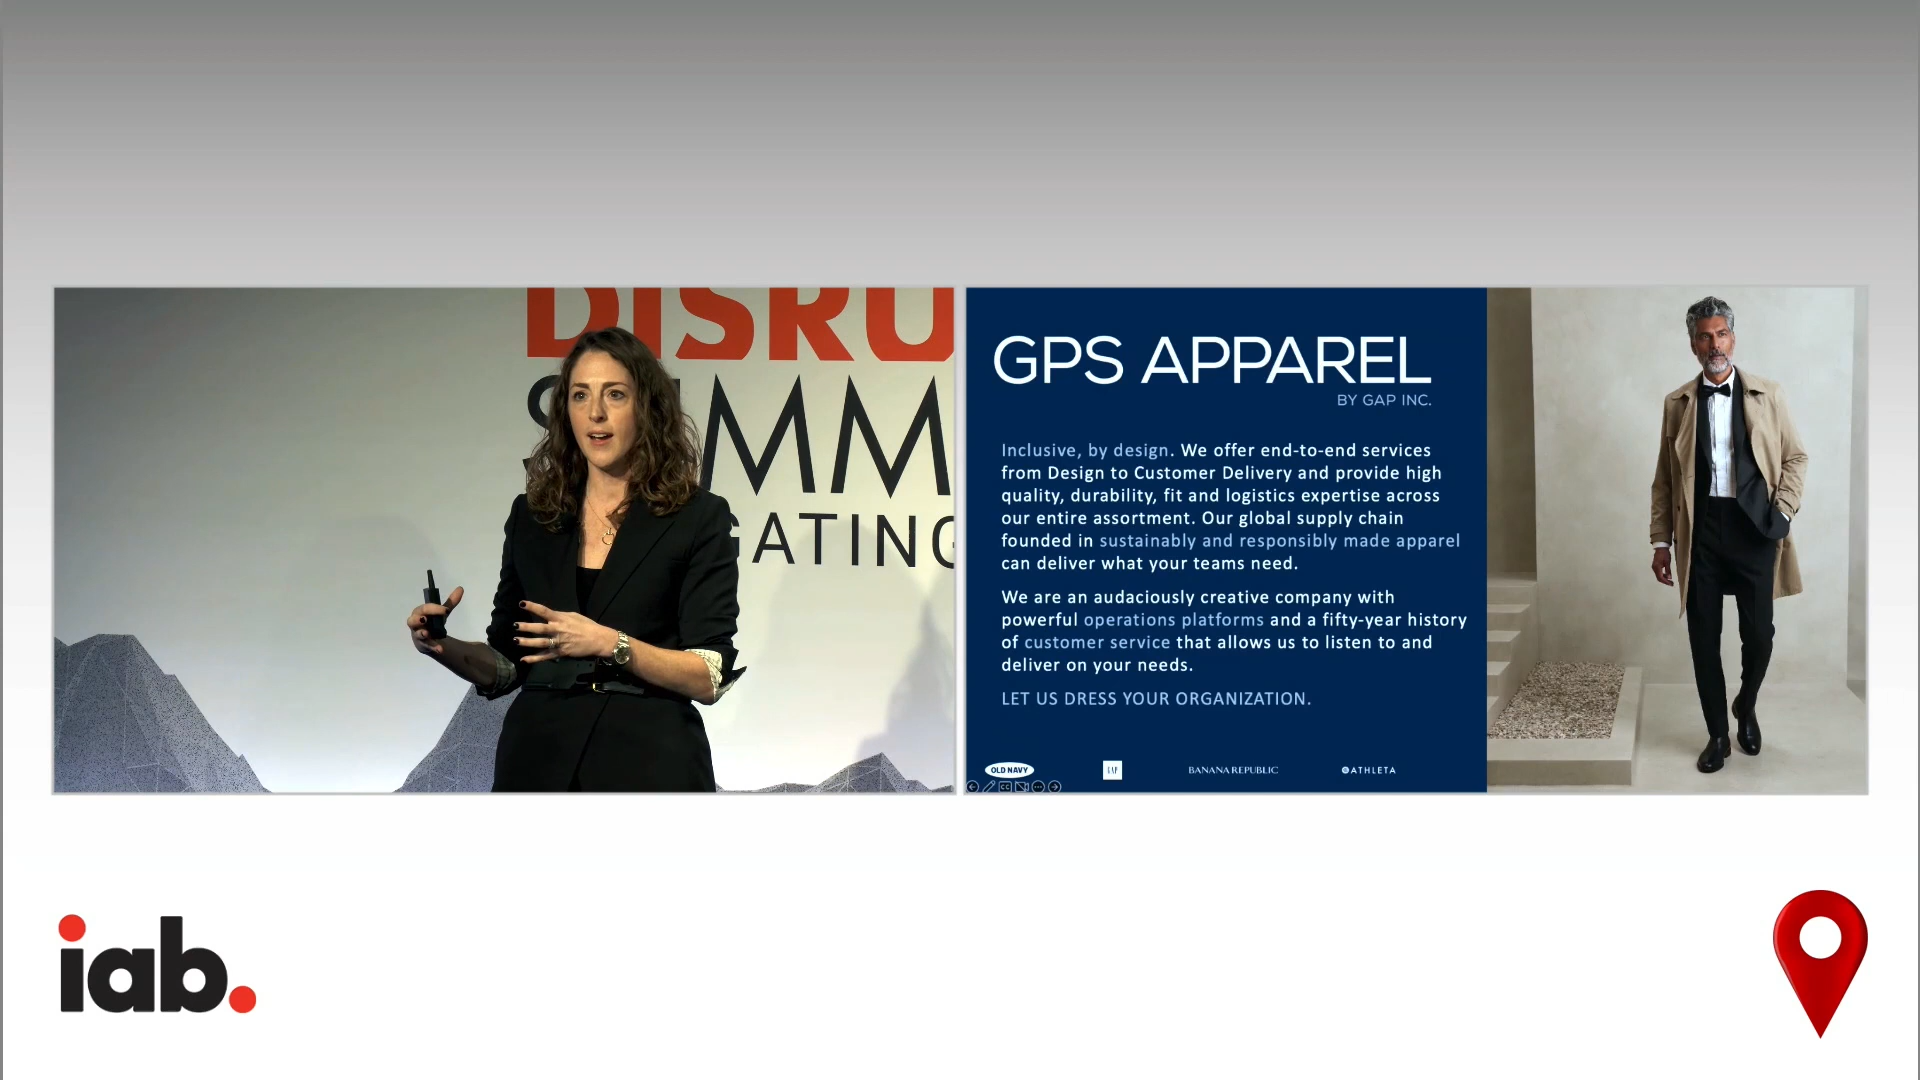 DISRU
SUMM
GATING
GPS APPAREL
BY GAP INC.
Inclusive, by design. We offer end-to-end services
from Design to Customer Delivery and provide high
quality, durability, fit and logistics expertise across
our entire assortment. Our global supply chain
founded in sustainably and responsibly made apparel
can deliver what your teams need.
We are an audaciously creative company with
powerful operations platforms and a fifty-year history
of customer service that allows us to listen to and
deliver on your needs.
LET US DRESS YOUR ORGANIZATION.
OLD NAVY
GAP
BANANA REPUBLIC
ATHLETA
CC
iab.